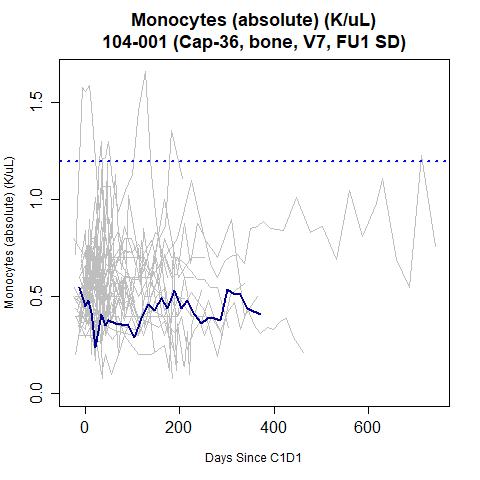 Monocytes (absolute) (K/uL)
104-001 (Cap-36, bone, V7, FU1 SD)
Monocytes (absolute) (K/uL)
1.5
1.0
0.5
0.0
0 200 400 600
Days Since C1D1